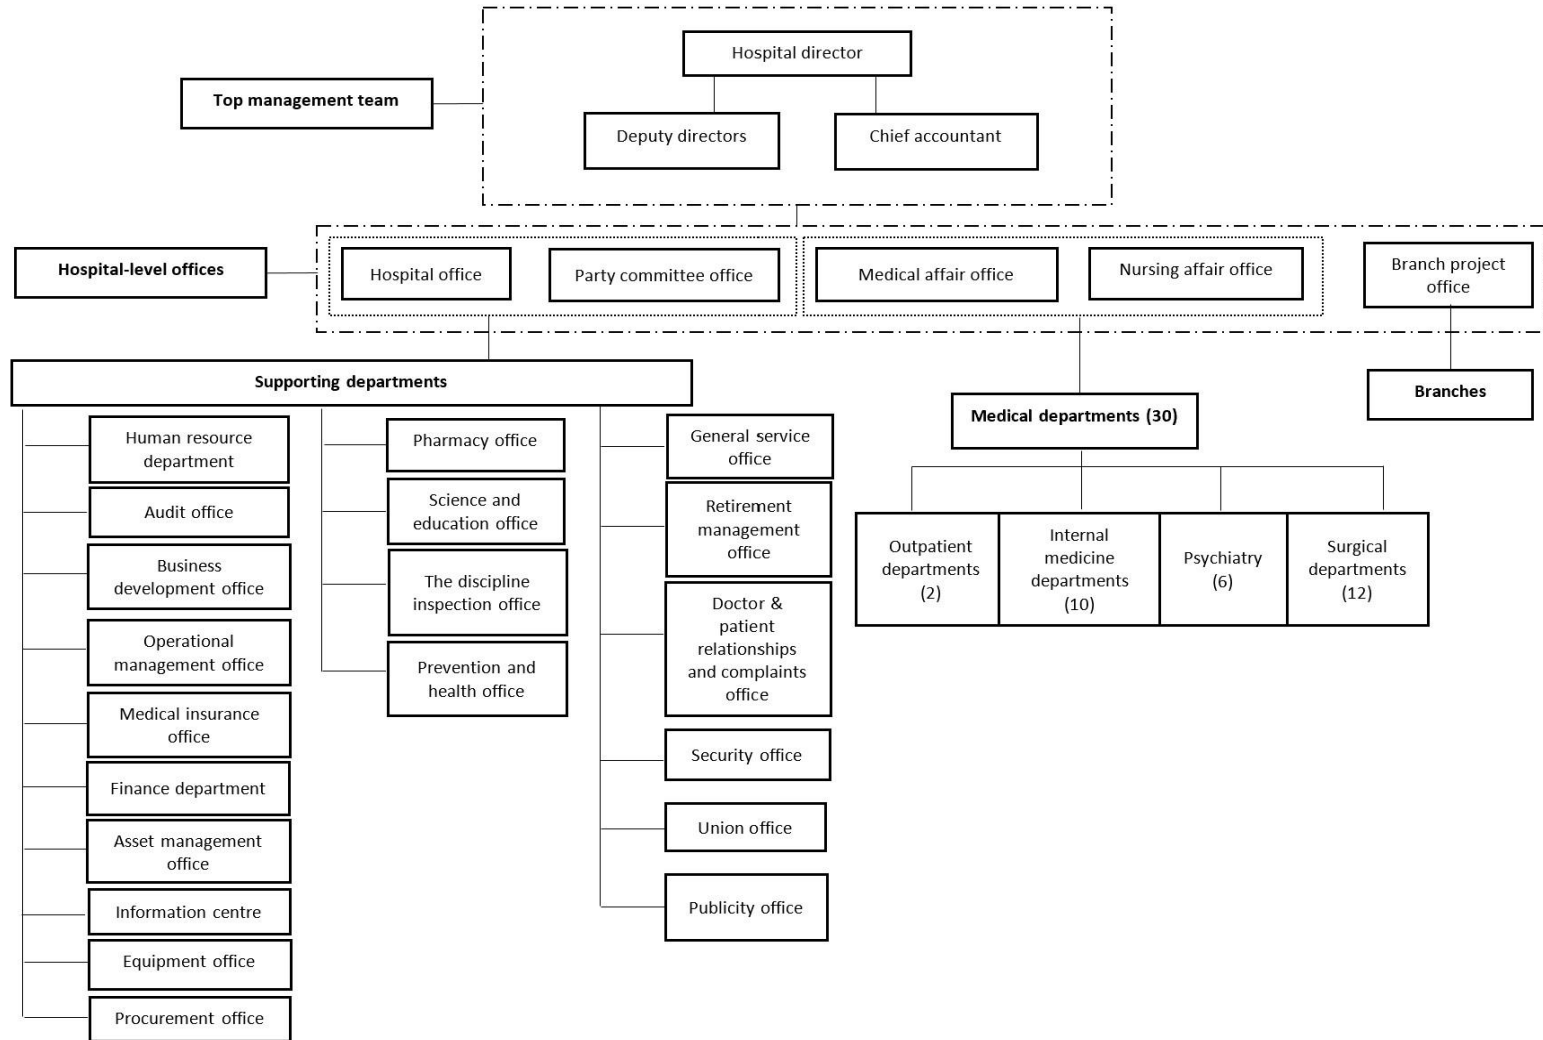 Hospital director
Top management team
Deputy directors
Chief accountant
Hospital-level offices
Hospital office
Party committee office
Medical affair office
Nursing affair office
Branch project
office
Supporting departments
Human resource
department
Audit office
Business
development office
Operational
management office
Medical insurance
office
Finance department
Asset management
office
Information centre
Equipment office
Procurement office
Pharmacy office
Science and
education office
The discipline
inspection office
Prevention and
health office
General service
office
Retirement
management
office
Doctor &
patient
relationships
and complaints
office
Security office
Union office
Publicity office
Medical departments (30)
Outpatient
departments
(2)
Internal
medicine
departments
(10)
Psychiatry
(6)
Surgical
departments
(12)
Branches